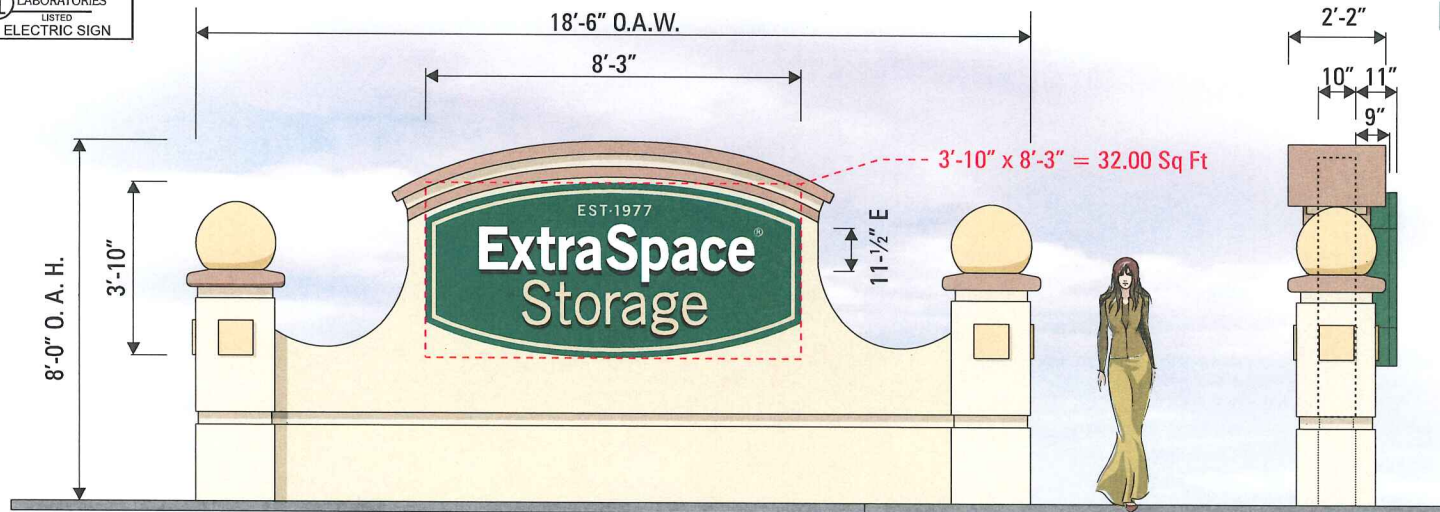 LABORATORIES
LISTED
ELECTRIC SIGN
18'-6" O.A.W.
8'-3"
2'-2"
10" 11"
9"
3'-10" x 8'-3" = 32.00 Sq Ft
8'-0" O. A. H.
3'-10"
11-½" E
EST·1977
ExtraSpace®
Storage